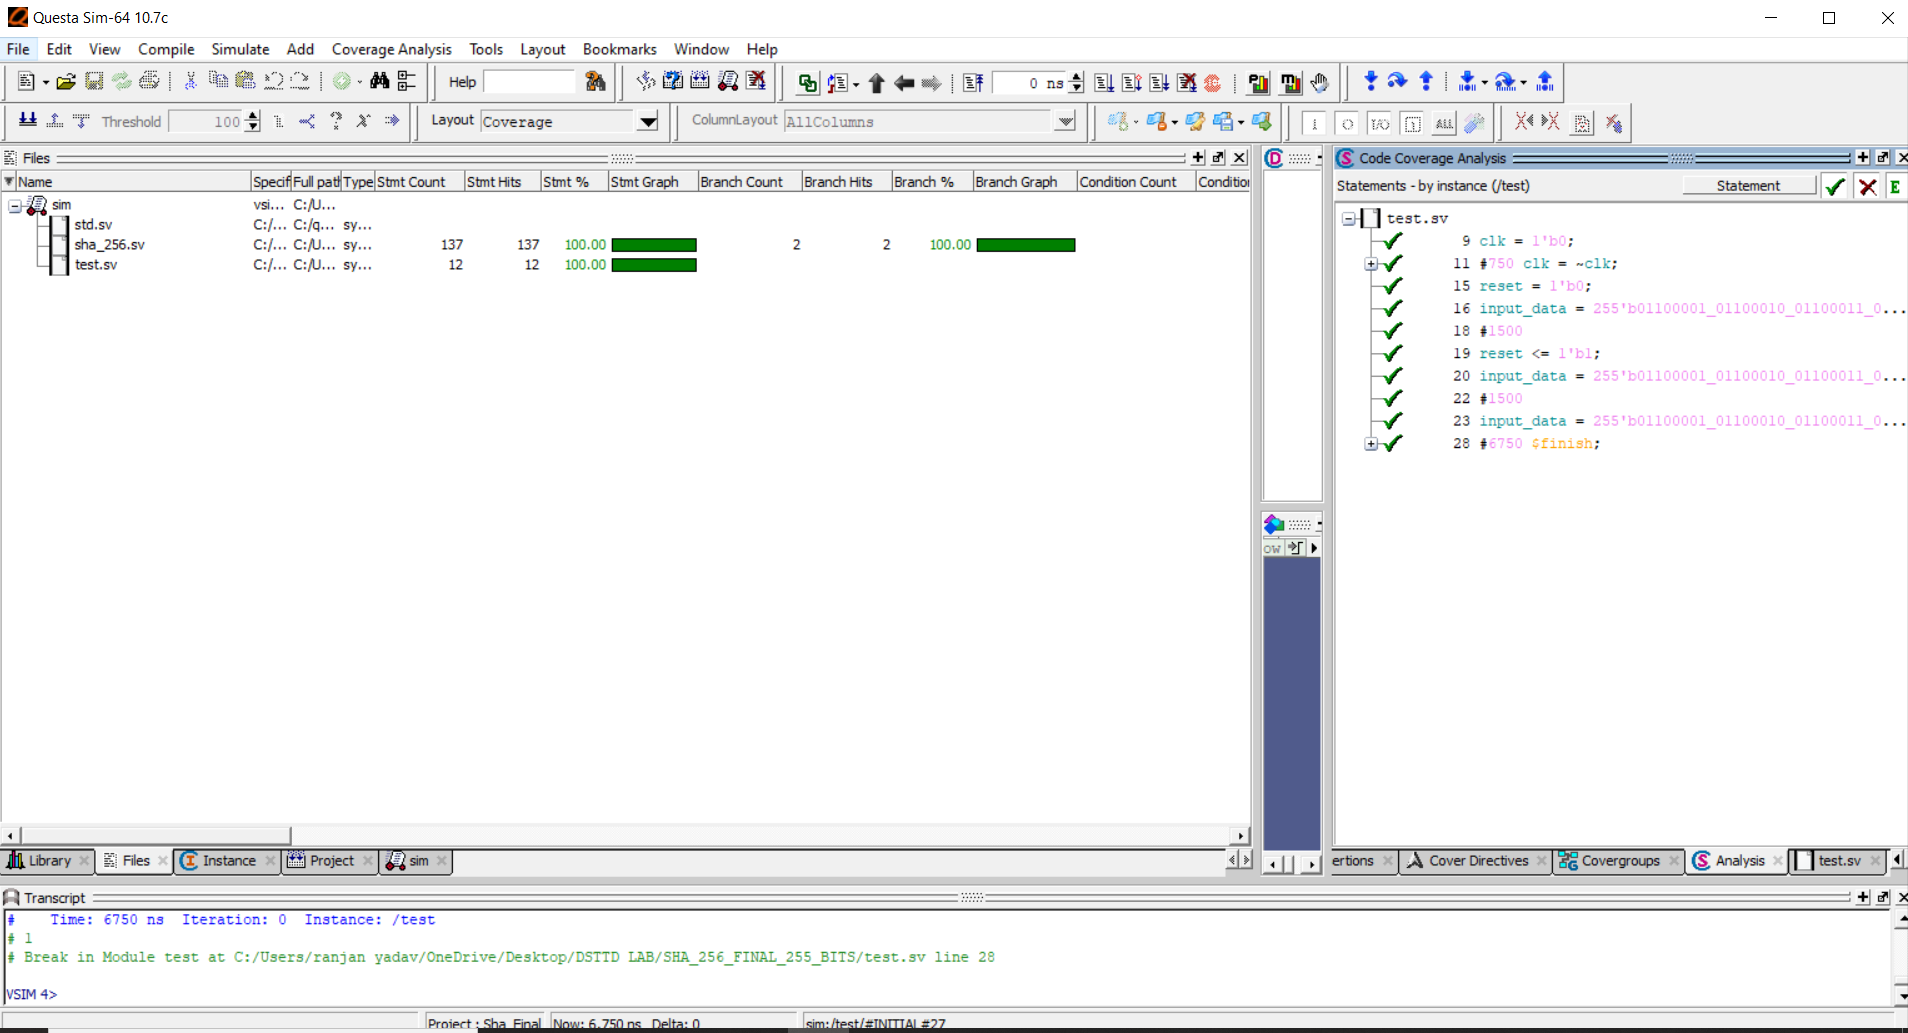 Questa Sim-64 10.7c
File Edit View Compile Simulate Add Coverage Analysis Tools Layout Bookmarks Window Help
Help 0 ns
Threshold 100 Layout Coverage ColumnLayout AllColumns
Files
Name Specif Full path Type Stmt Count Stmt Hits Stmt % Stmt Graph Branch Count Branch Hits Branch % Branch Graph Condition Count Condition
sim vsi... C:/U...
std.sv C:/... C:/q... sy...
sha_256.sv C:/... C:/U... sy... 137 137 100.00 2 2 100.00
test.sv C:/... C:/U... sy... 12 12 100.00
ow
Code Coverage Analysis
Statements - by instance (/test) Statement E
test.sv
9 clk = 1'b0;
11 #750 clk = ~clk;
15 reset = 1'b0;
16 input_data = 255'b01100001_01100010_01100011_0...
18 #1500
19 reset <= 1'b1;
20 input_data = 255'b01100001_01100010_01100011_0...
22 #1500
23 input_data = 255'b01100001_01100010_01100011_0...
28 #6750 $finish;
Library Files Instance Project sim
ertions Cover Directives Covergroups Analysis test.sv
Transcript
# Time: 6750 ns Iteration: 0 Instance: /test
# 1
# Break in Module test at C:/Users/ranjan yadav/OneDrive/Desktop/DSTTD LAB/SHA_256_FINAL_255_BITS/test.sv line 28
VSIM 4>
Project : Sha_Final Now: 6,750 ns Delta: 0 sim:/test/#INITIAL#27